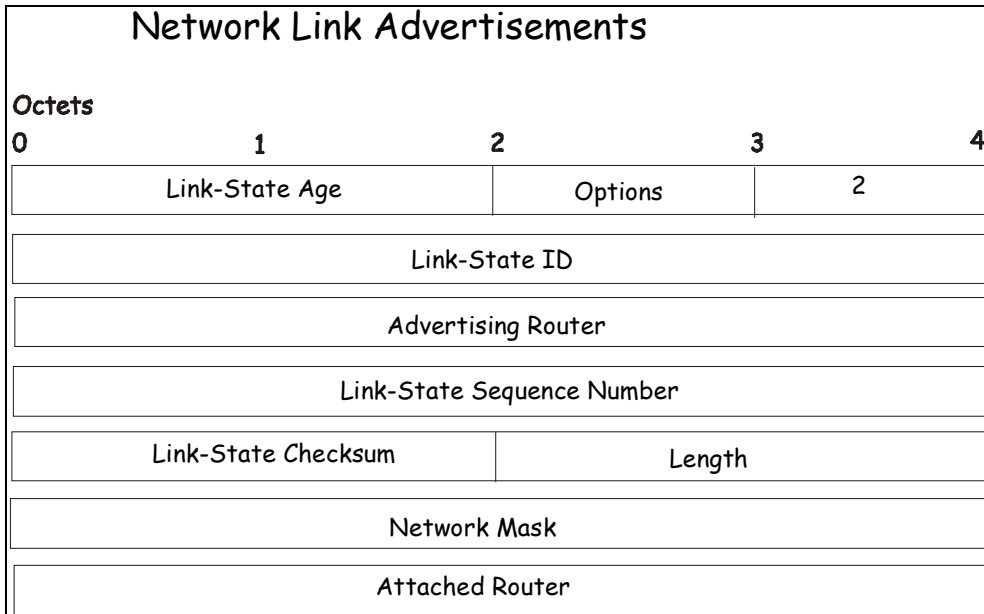 Network Link Advertisements
Octets
0 1 2 3 4
Link-State Age Options 2
Link-State ID
Advertising Router
Link-State Sequence Number
Link-State Checksum Length
Network Mask
Attached Router